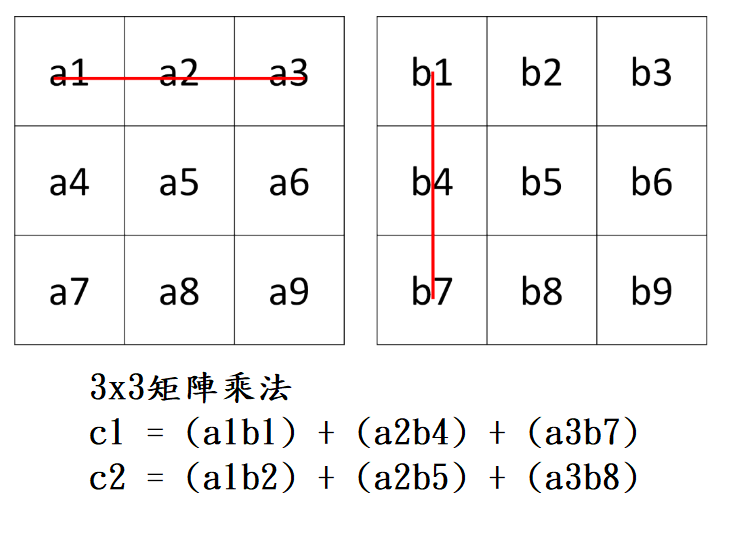 a1 a2 a3 b1 b2 b3
a4 a5 a6 b4 b5 b6
a7 a8 a9 b7 b8 b9
3x3矩陣乘法
c1 = (a1b1) + (a2b4) + (a3b7)
c2 = (a1b2) + (a2b5) + (a3b8)